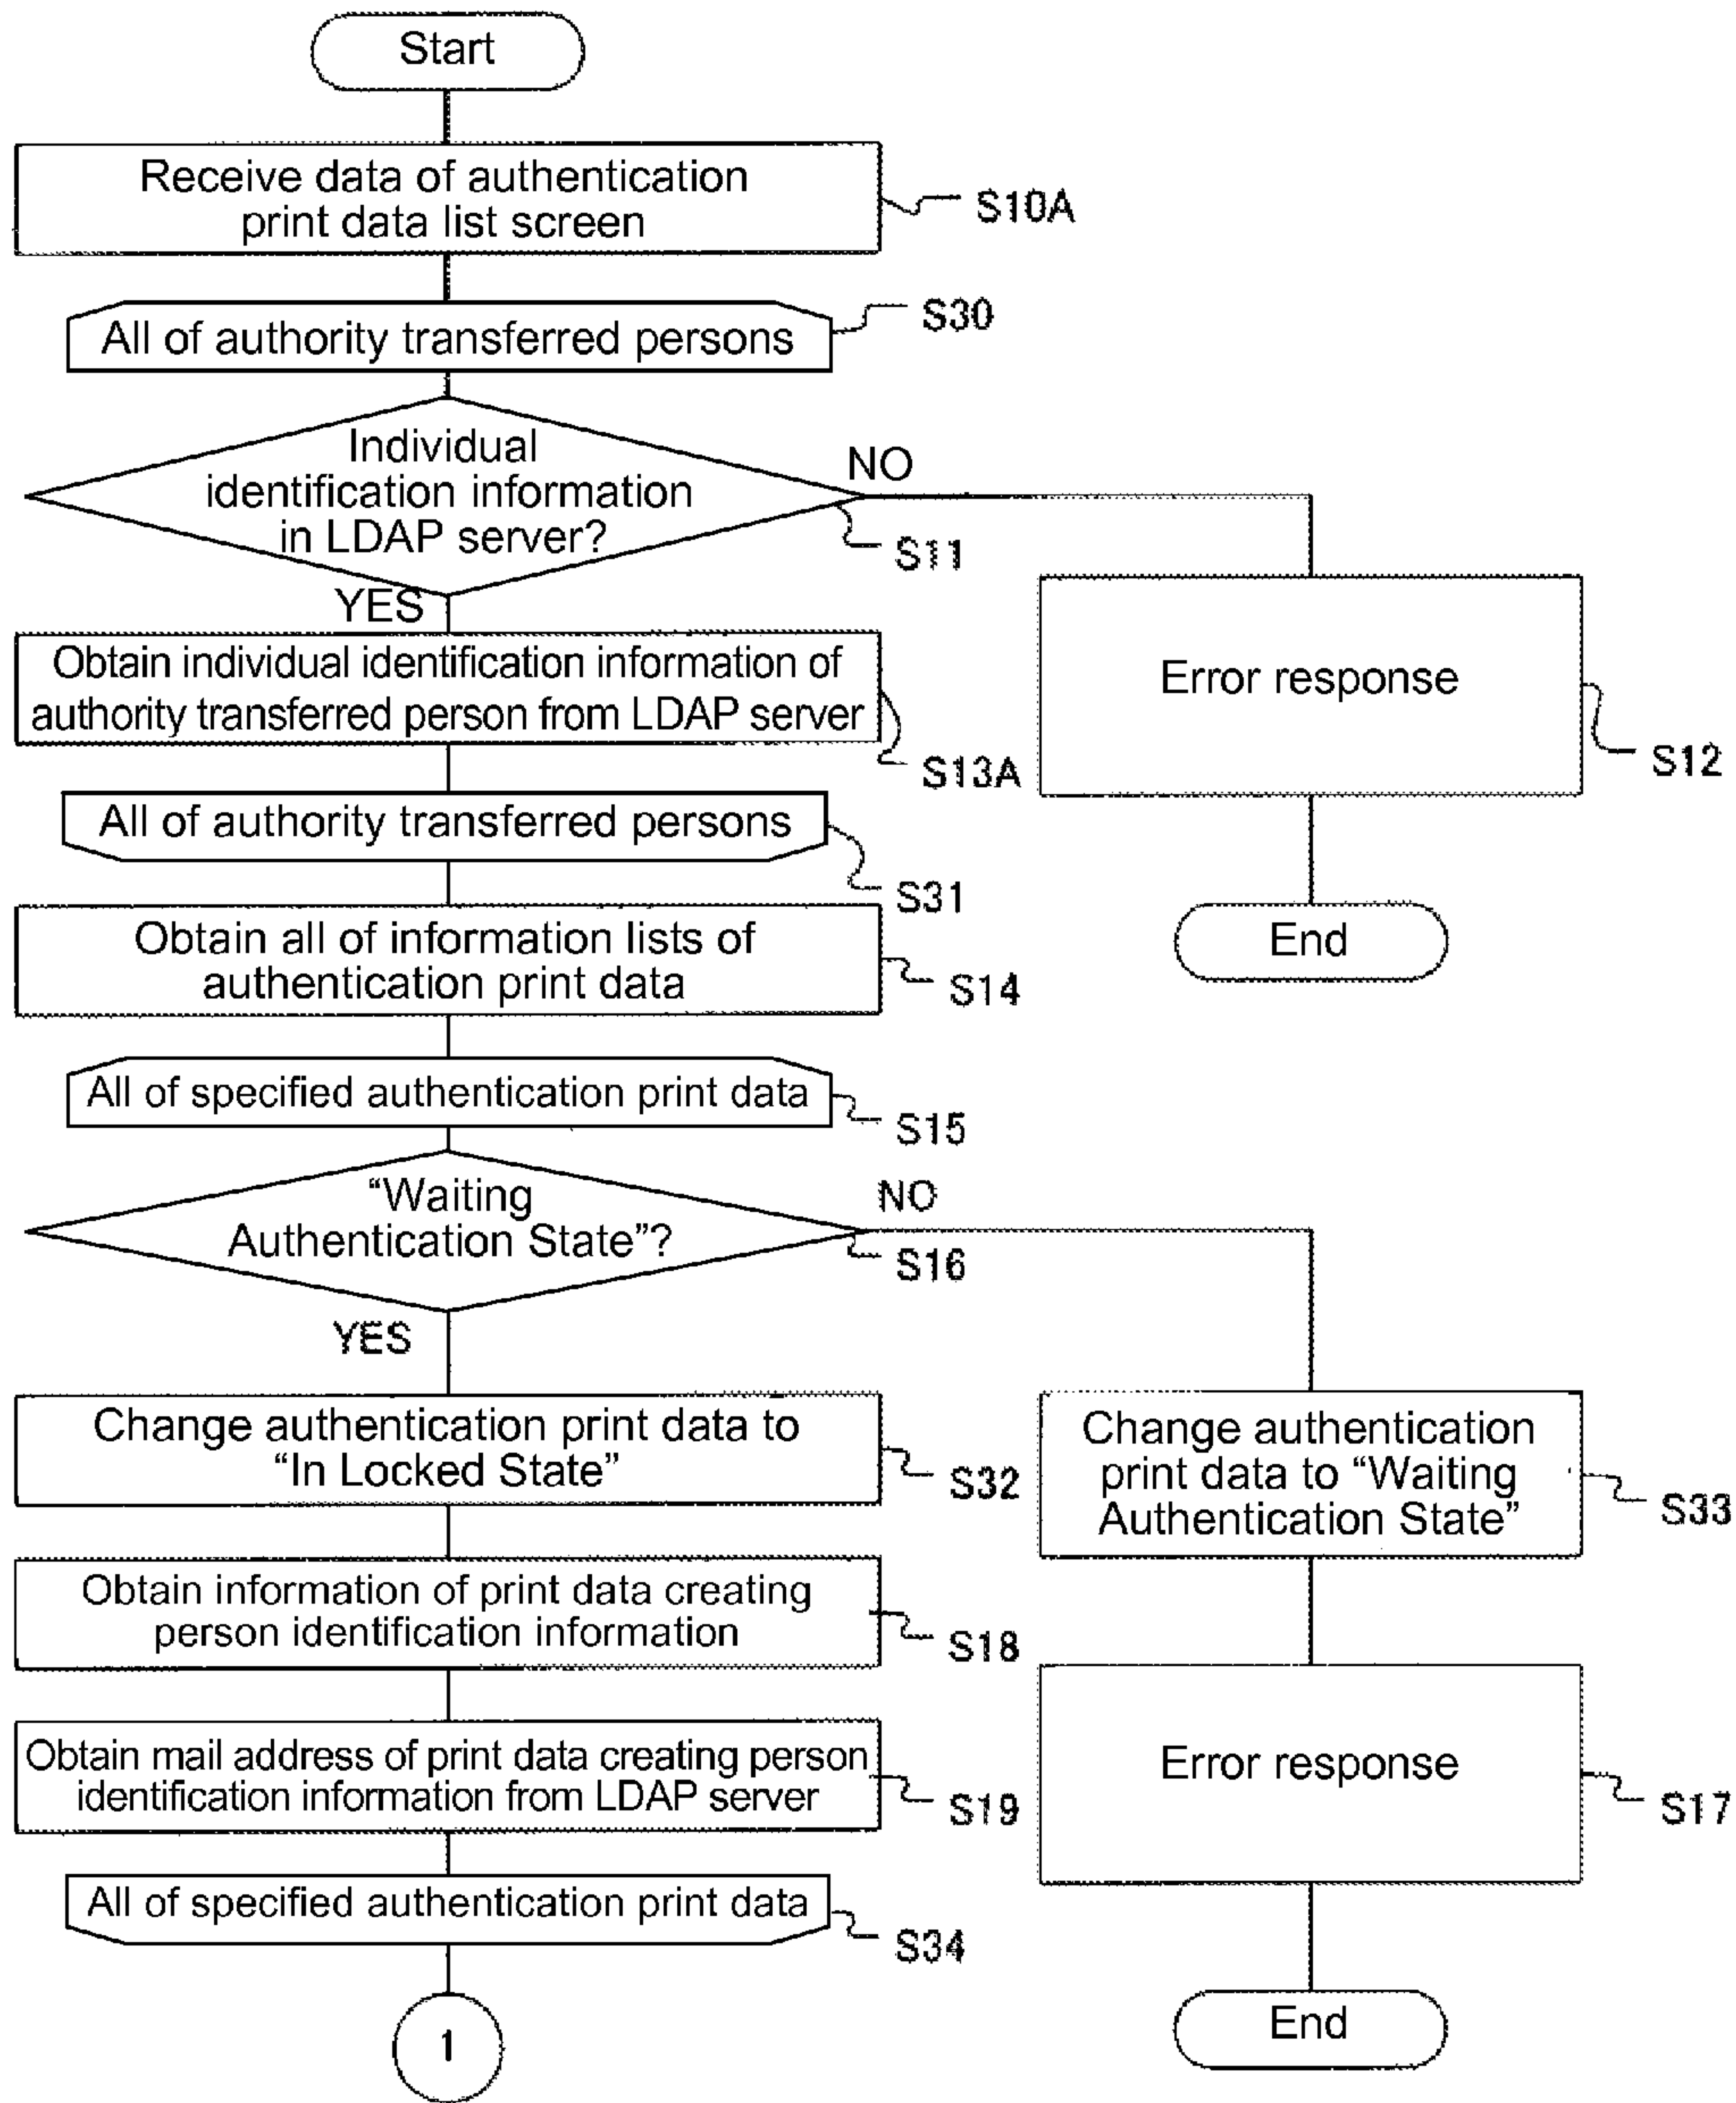 Start
Receive data of authentication
print data list screen
S10A
All of authority transferred persons
S30
Individual
identification information
in LDAP server?
NO
S11
YES
Obtain individual identification information of
authority transferred person from LDAP server
S13A
Error response
S12
All of authority transferred persons
S31
End
Obtain all of information lists of
authentication print data
S14
All of specified authentication print data
S15
“Waiting
Authentication State”?
NO
S16
YES
Change authentication print data to
“In Locked State”
S32
Change authentication
print data to “Waiting
Authentication State”
S33
Obtain information of print data creating
person identification information
S18
Obtain mail address of print data creating person
identification information from LDAP server
S19
Error response
S17
All of specified authentication print data
S34
End
1